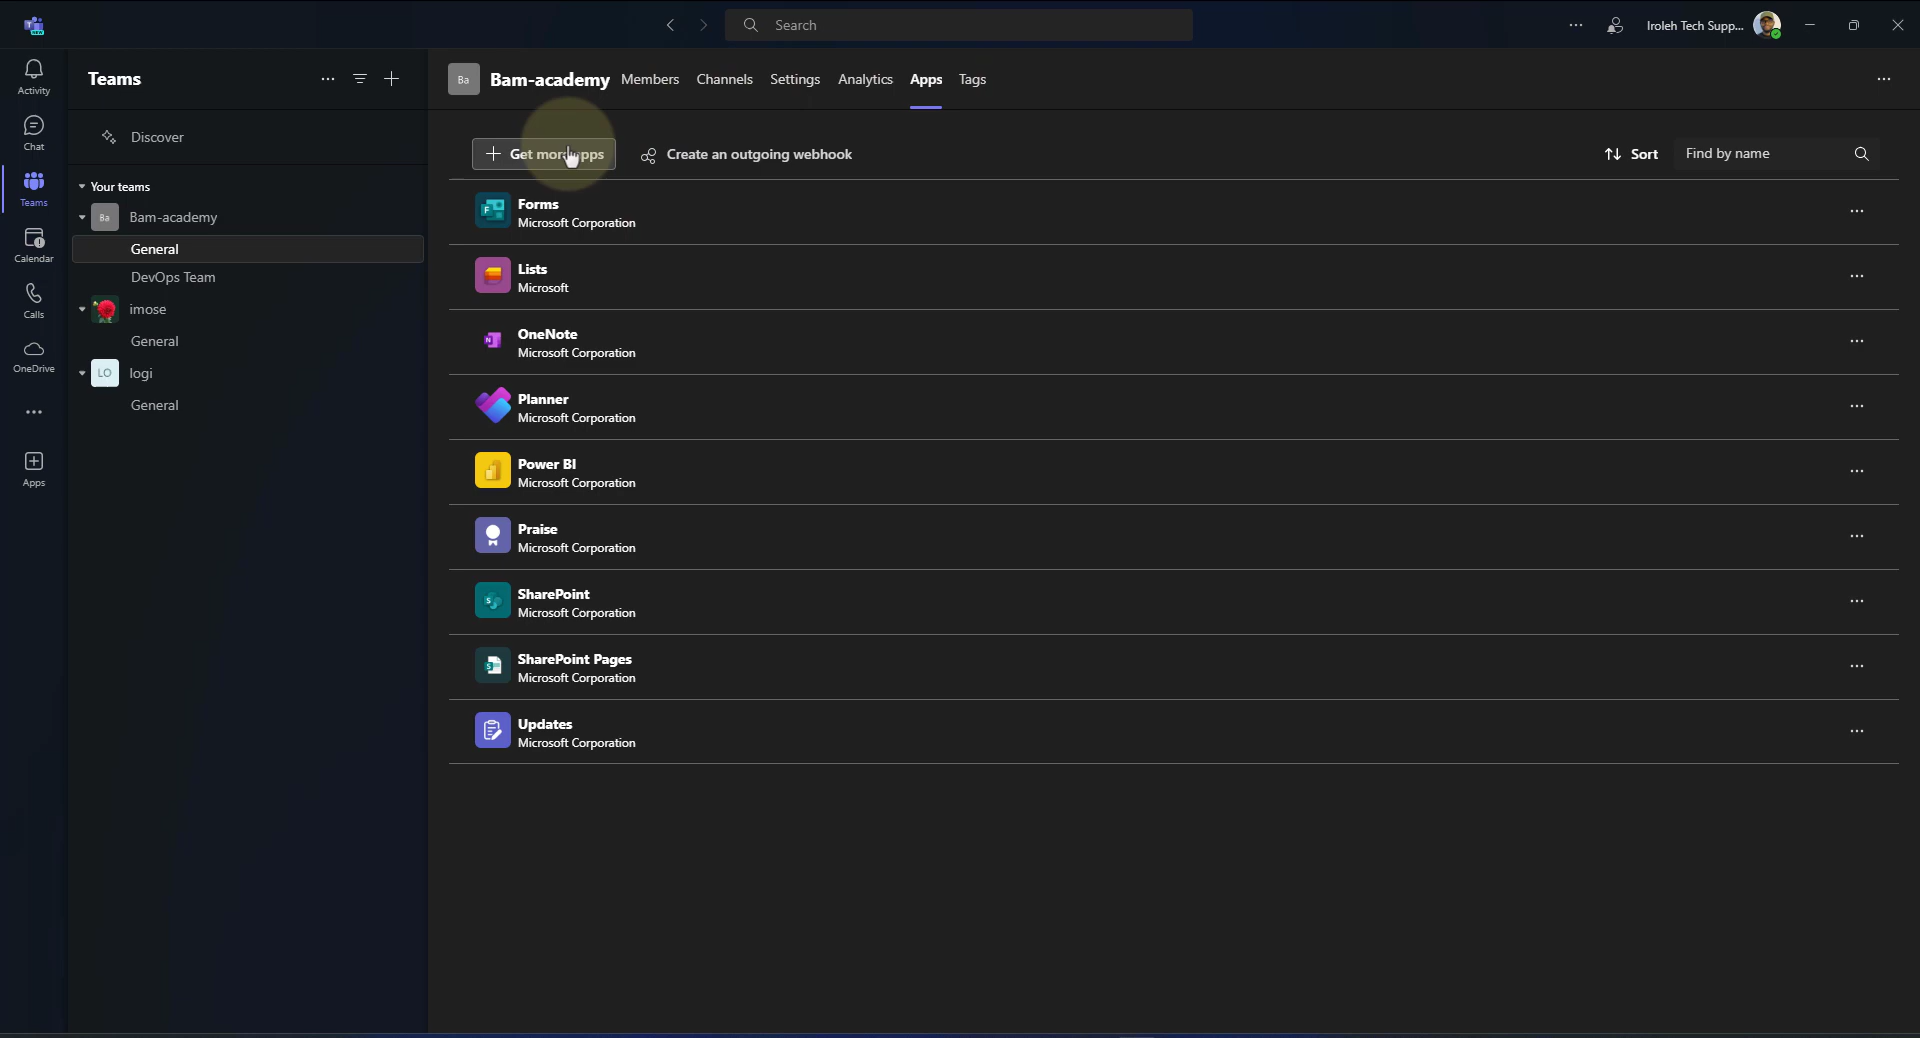 Search
Iroleh Tech Supp...
Activity
Chat
Teams
Calendar
Calls
OneDrive
Apps
Teams
Discover
Your teams
Ba Bam-academy
General
DevOps Team
imose
General
LO logi
General
Ba Bam-academy Members Channels Settings Analytics Apps Tags
Get more apps Create an outgoing webhook Sort Find by name
Forms
Microsoft Corporation
Lists
Microsoft
OneNote
Microsoft Corporation
Planner
Microsoft Corporation
Power BI
Microsoft Corporation
Praise
Microsoft Corporation
SharePoint
Microsoft Corporation
SharePoint Pages
Microsoft Corporation
Updates
Microsoft Corporation